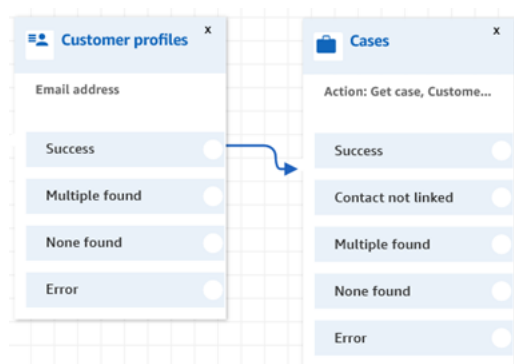 Customer profiles
x
Email address
Success
Multiple found
None found
Error
Cases
x
Action: Get case, Custome...
Success
Contact not linked
Multiple found
None found
Error